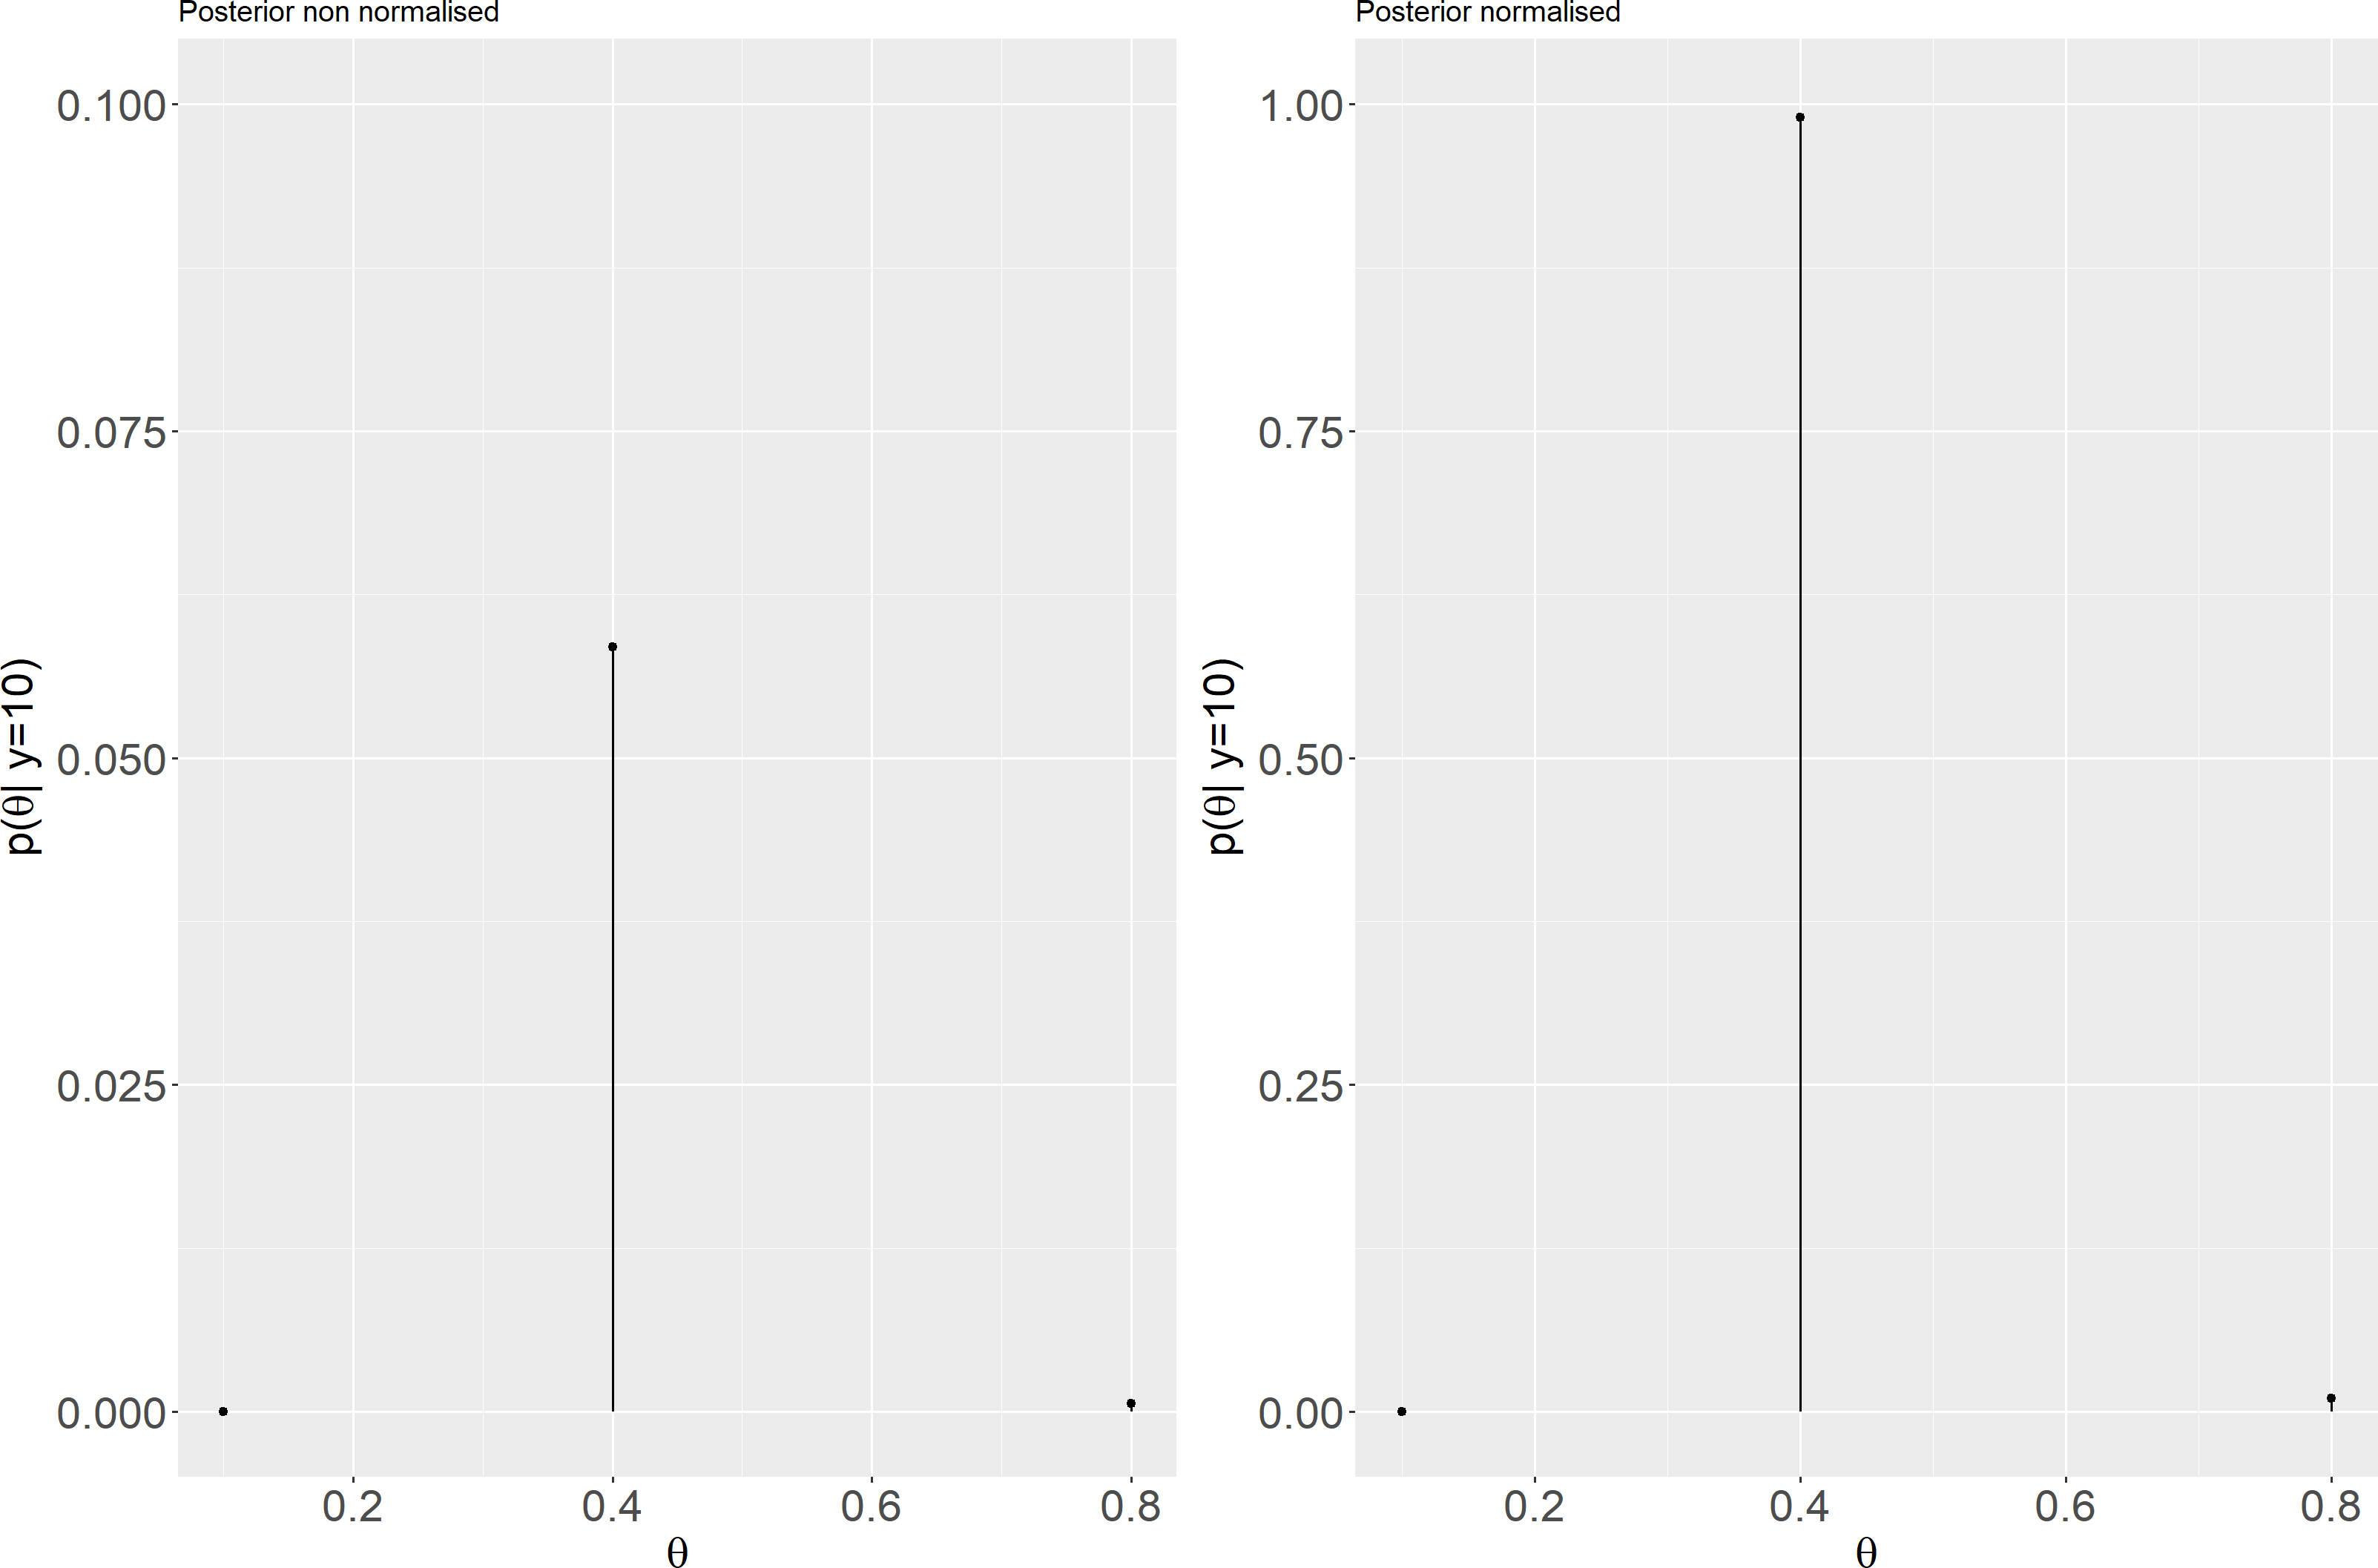 Posterior non normalised
0.100
0.075
0.050
0.025
0.000
p(θ| y=10)
0.2 0.4 0.6 0.8
θ
Posterior normalised
1.00
0.75
0.50
0.25
0.00
p(θ| y=10)
0.2 0.4 0.6 0.8
θ